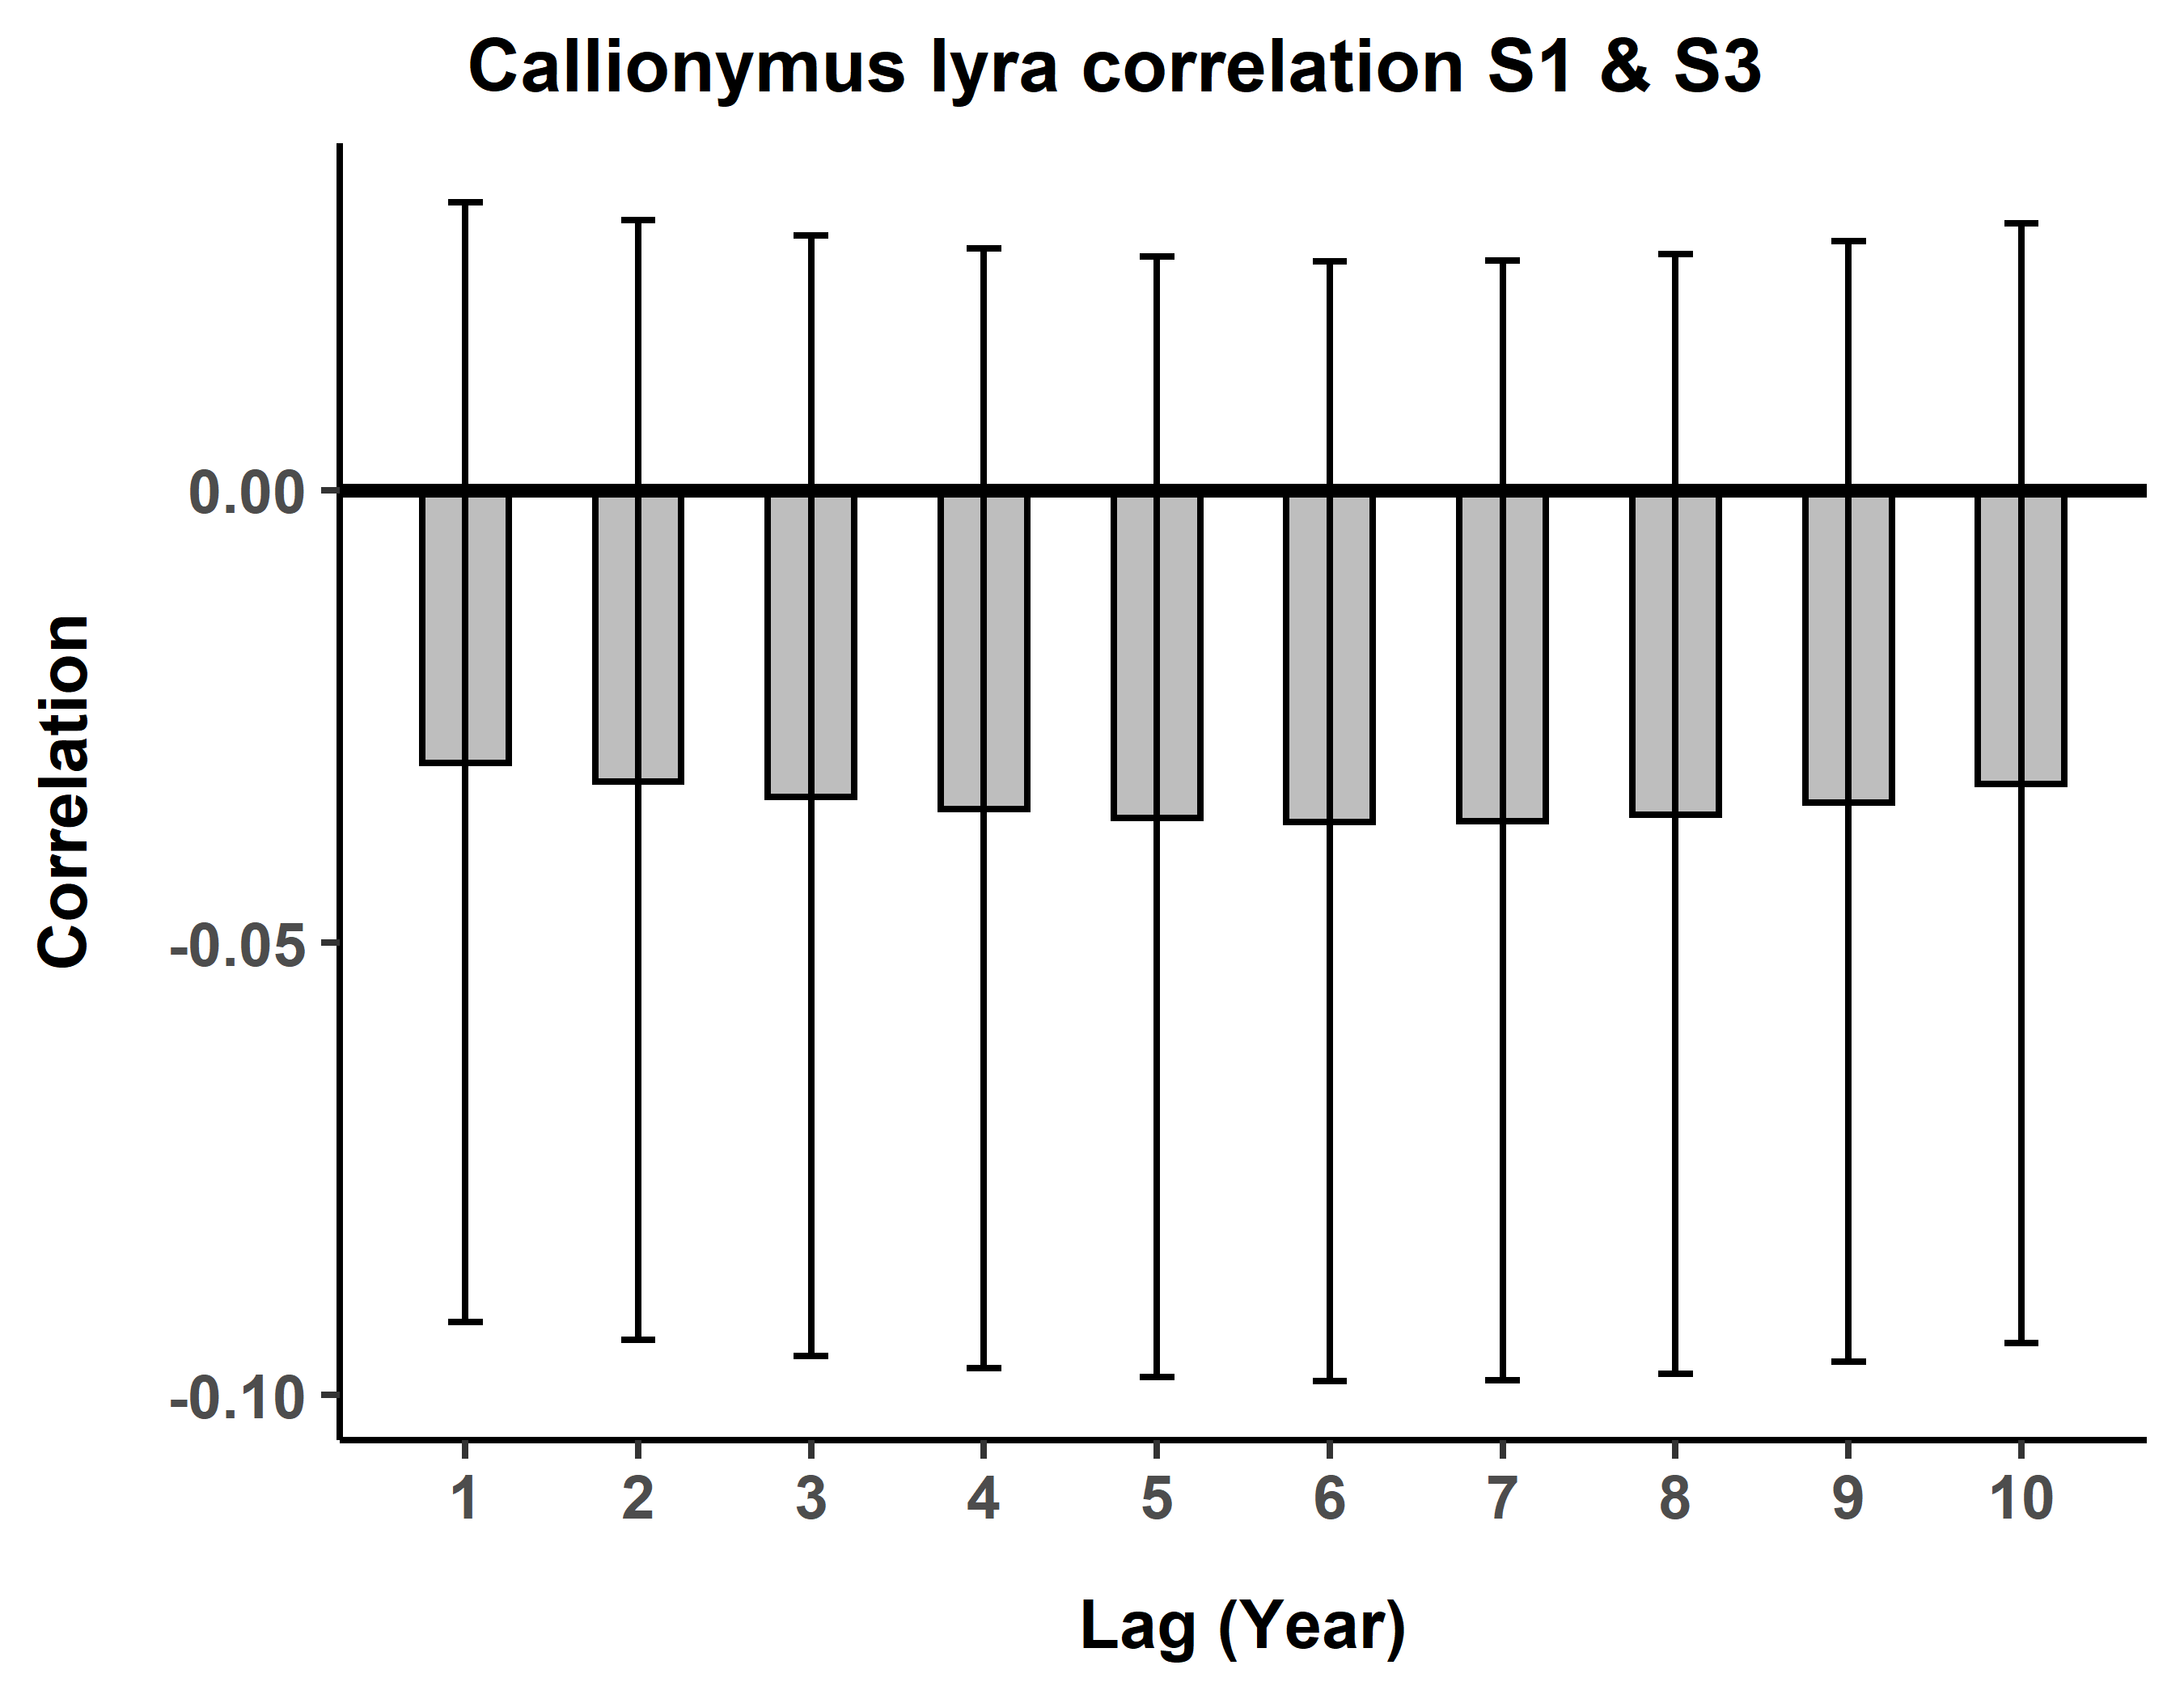 Callionymus lyra correlation S1 & S3
Correlation
0.00
-0.05
-0.10
1 2 3 4 5 6 7 8 9 10
Lag (Year)